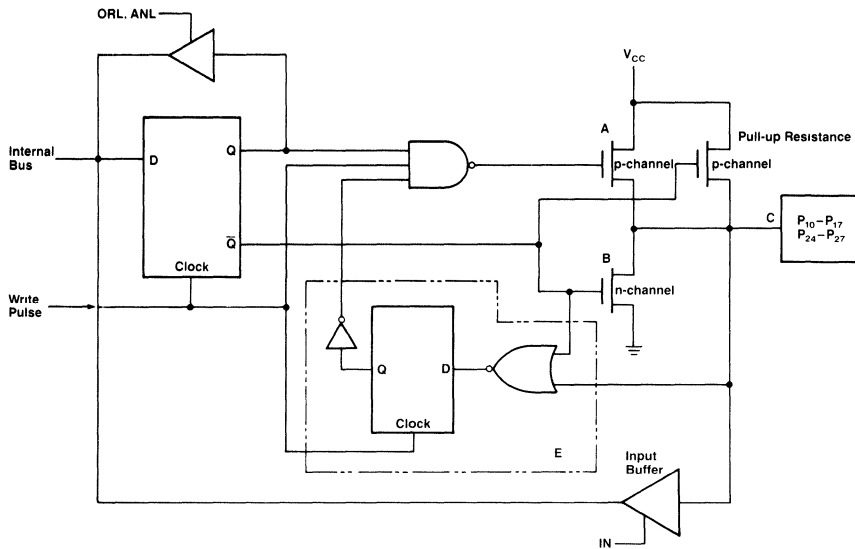 ORL. ANL
V_CC
A
Pull-up Resistance
Internal
Bus
D
Q
p-channel
p-channel
C
P₁₀–P₁₇
P₂₄–P₂₇
Q̅
B
Clock
n-channel
Write
Pulse
Q
D
Clock
E
Input
Buffer
IN